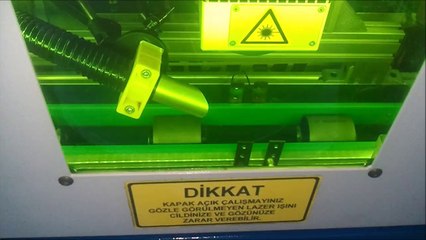 DİKKAT
KAPAK AÇIK ÇALIŞMAYINIZ
GÖZLE GÖRÜLMEYEN LAZER IŞINI
CİLDİNİZE VE GÖZÜNÜZE
ZARAR VEREBİLİR.